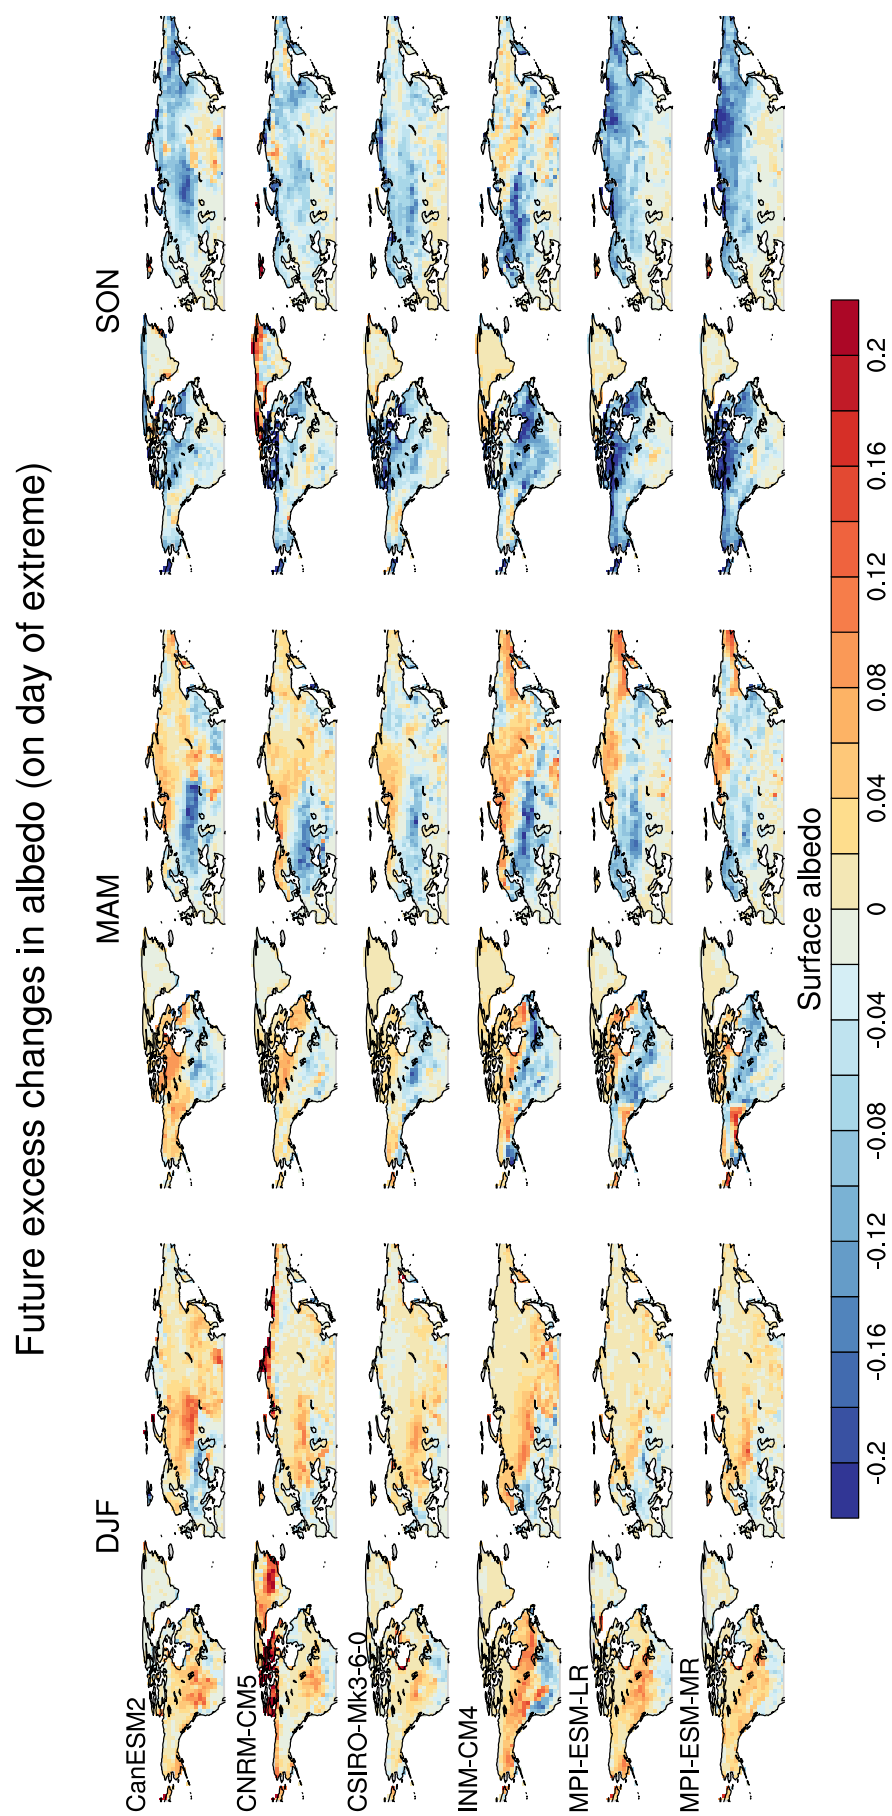 Future excess changes in albedo (on day of extreme)
DJF
MAM
SON
CanESM2
CNRM-CM5
CSIRO-Mk3-6-0
INM-CM4
MPI-ESM-LR
MPI-ESM-MR
Surface albedo
-0.2 -0.16 -0.12 -0.08 -0.04 0 0.04 0.08 0.12 0.16 0.2